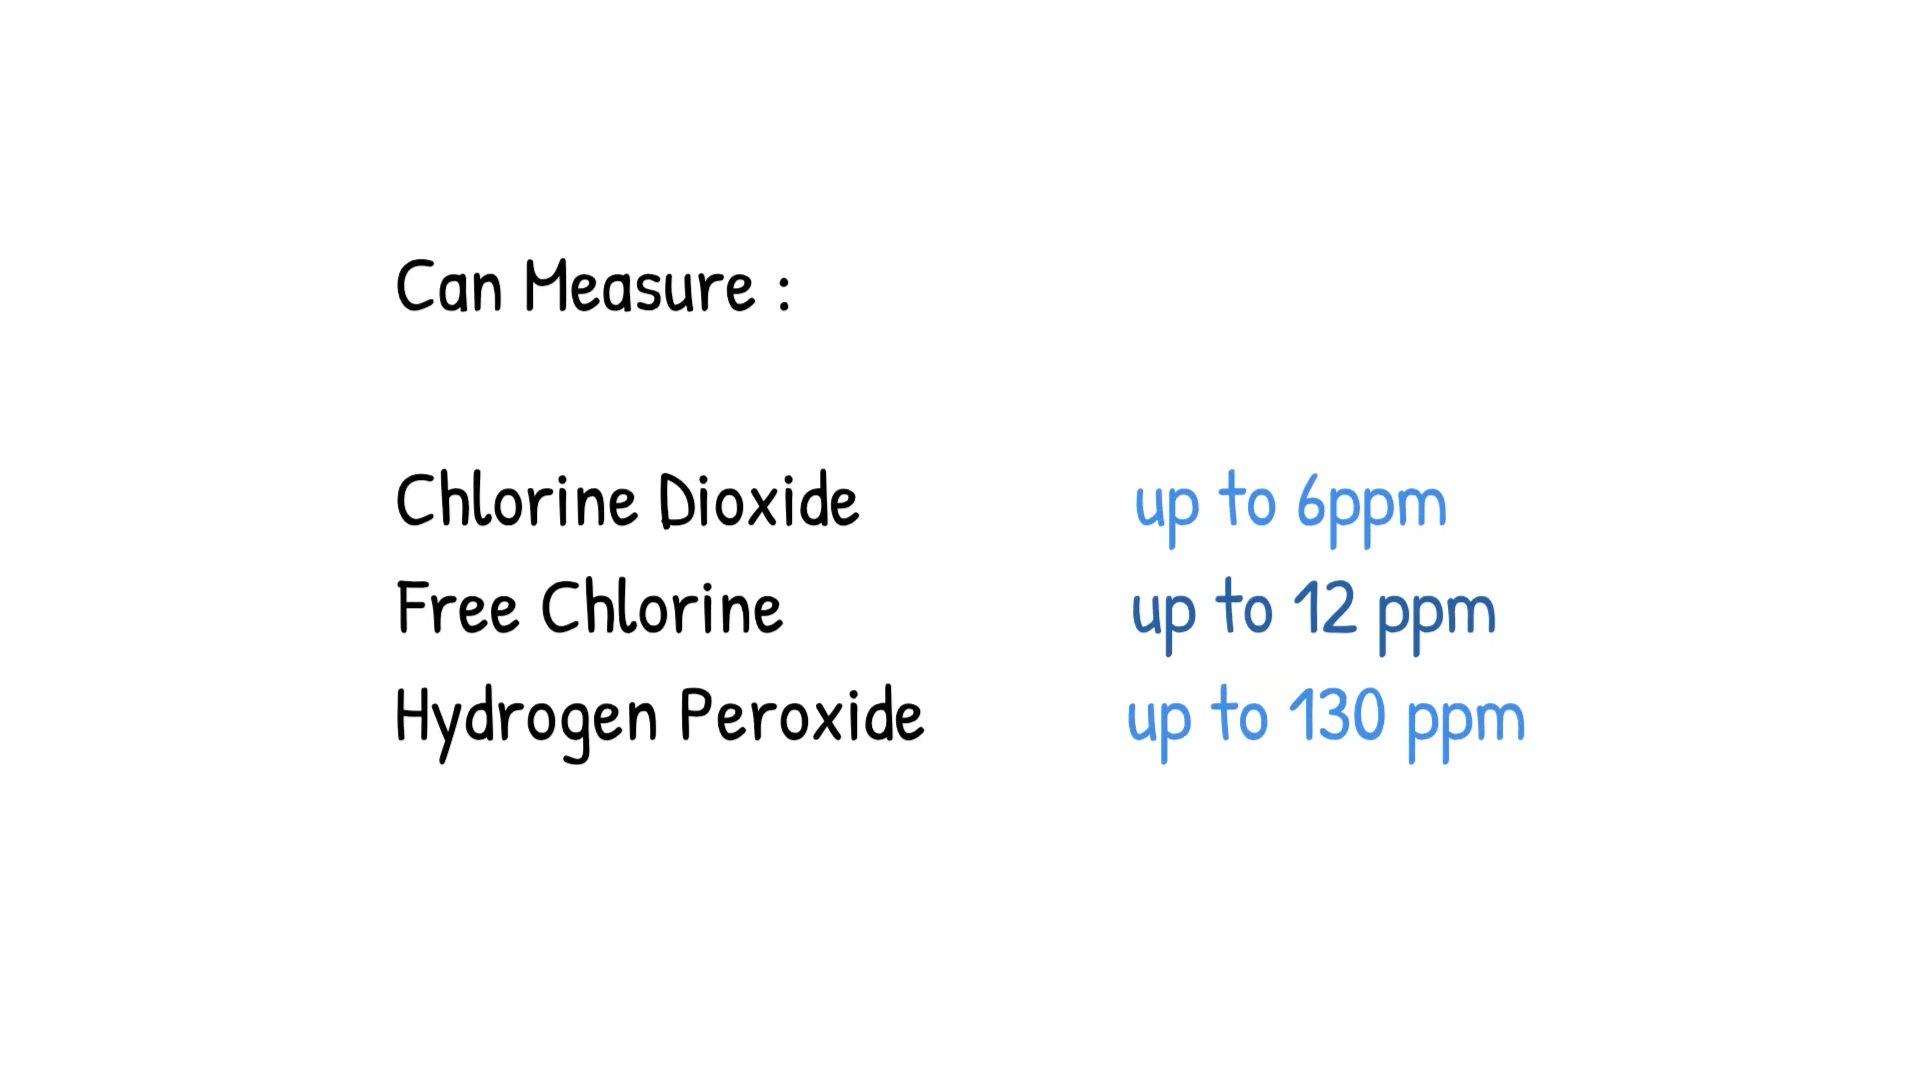 Can Measure :
Chlorine Dioxide up to 6ppm
Free Chlorine up to 12 ppm
Hydrogen Peroxide up to 130 ppm